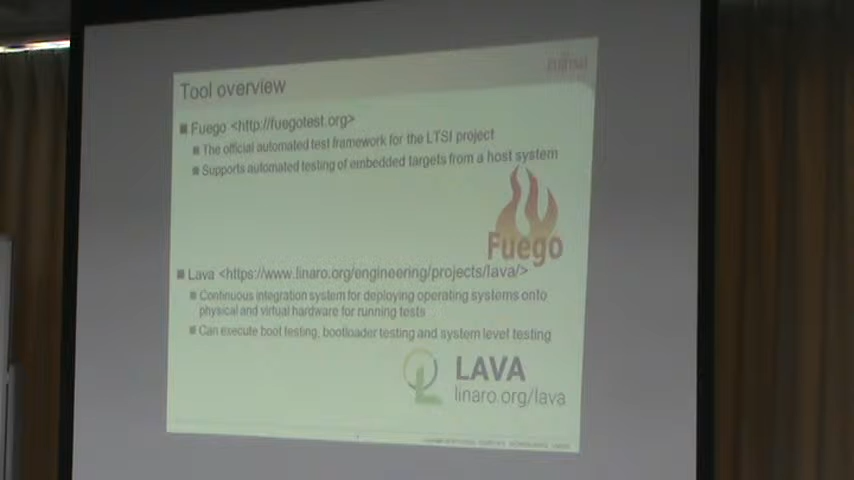 FUJITSU
Tool overview
Fuego <http://fuegotest.org>
The official automated test framework for the LTSI project
Supports automated testing of embedded targets from a host system
Fuego
Lava <https://www.linaro.org/engineering/projects/lava/>
Continuous integration system for deploying operating systems onto
physical and virtual hardware for running tests
Can execute boot testing, bootloader testing and system level testing
LAVA
linaro.org/lava